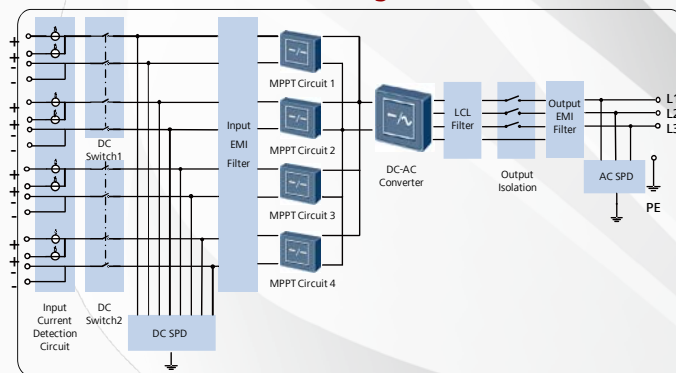 +
+
-
-
+
+
-
-
+
+
-
-
+
+
-
-
DC
Switch1
Input
EMI
Filter
MPPT Circuit 1
MPPT Circuit 2
MPPT Circuit 3
MPPT Circuit 4
DC-AC
Converter
LCL
Filter
Output
Isolation
Output
EMI
Filter
L1
L2
L3
AC SPD
PE
Input
Current
Detection
Circuit
DC
Switch2
DC SPD